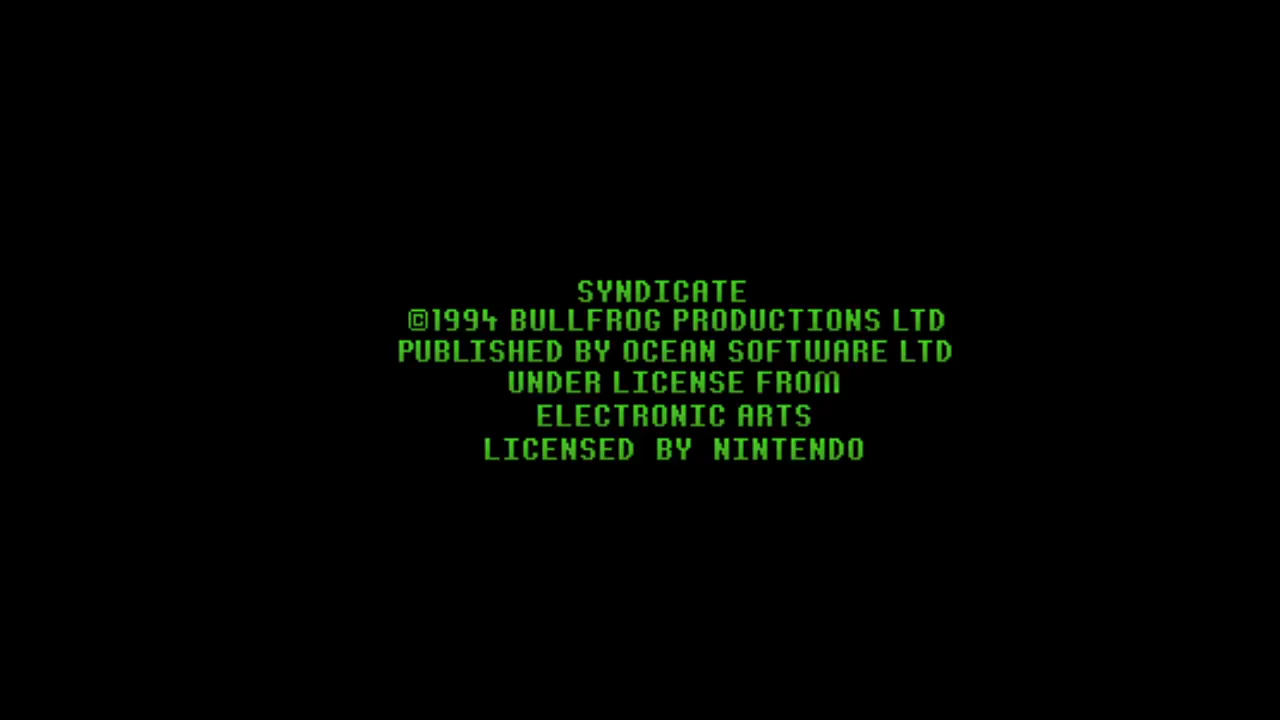 SYNDICATE
©1994 BULLFROG PRODUCTIONS LTD
PUBLISHED BY OCEAN SOFTWARE LTD
UNDER LICENSE FROM
ELECTRONIC ARTS
LICENSED BY NINTENDO